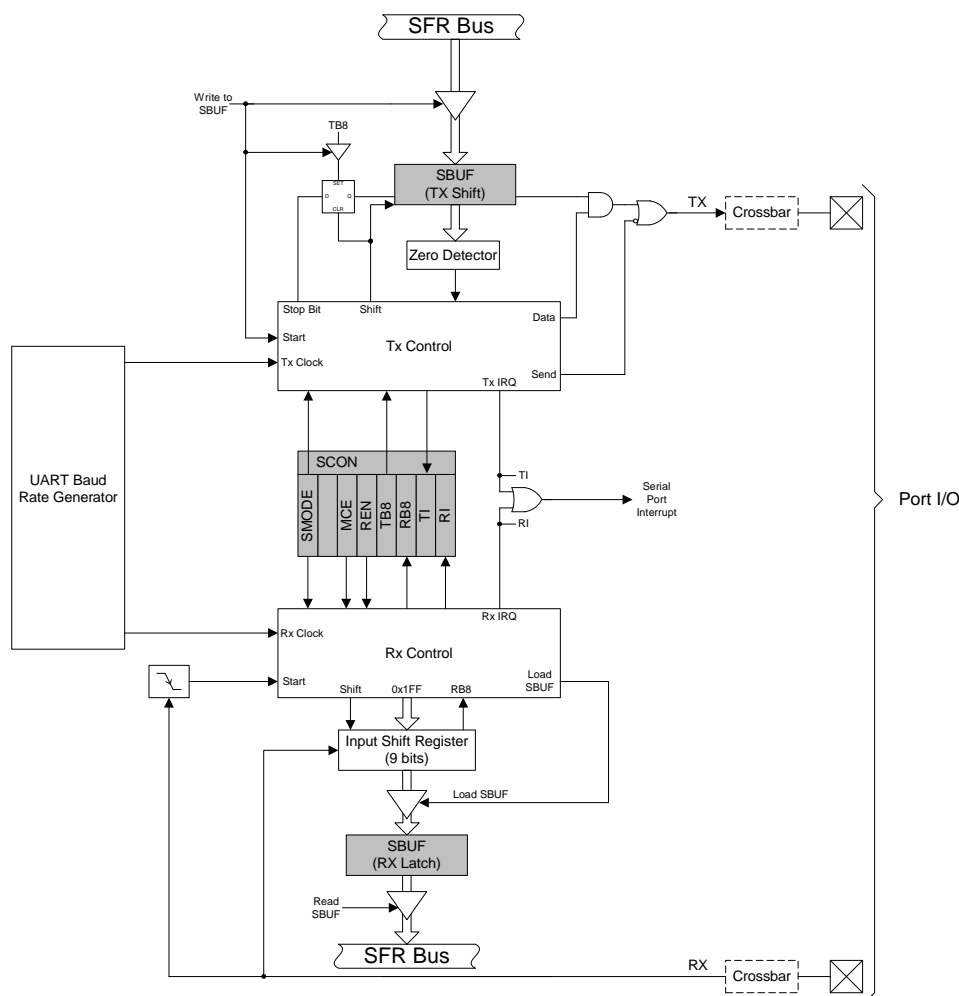 SFR Bus
Write to
SBUF
TB8
SET
D
Q
CLR
SBUF
(TX Shift)
TX
Crossbar
Zero Detector
Stop Bit
Shift
Data
Start
Tx Control
Tx Clock
Send
Tx IRQ
UART Baud
Rate Generator
SCON
SMODE
MCE
REN
TB8
RB8
TI
RI
TI
Serial
Port
Interrupt
RI
Port I/O
Rx IRQ
Rx Clock
Rx Control
Start
Load
SBUF
Shift
0x1FF
RB8
Input Shift Register
(9 bits)
Load SBUF
SBUF
(RX Latch)
Read
SBUF
SFR Bus
RX
Crossbar